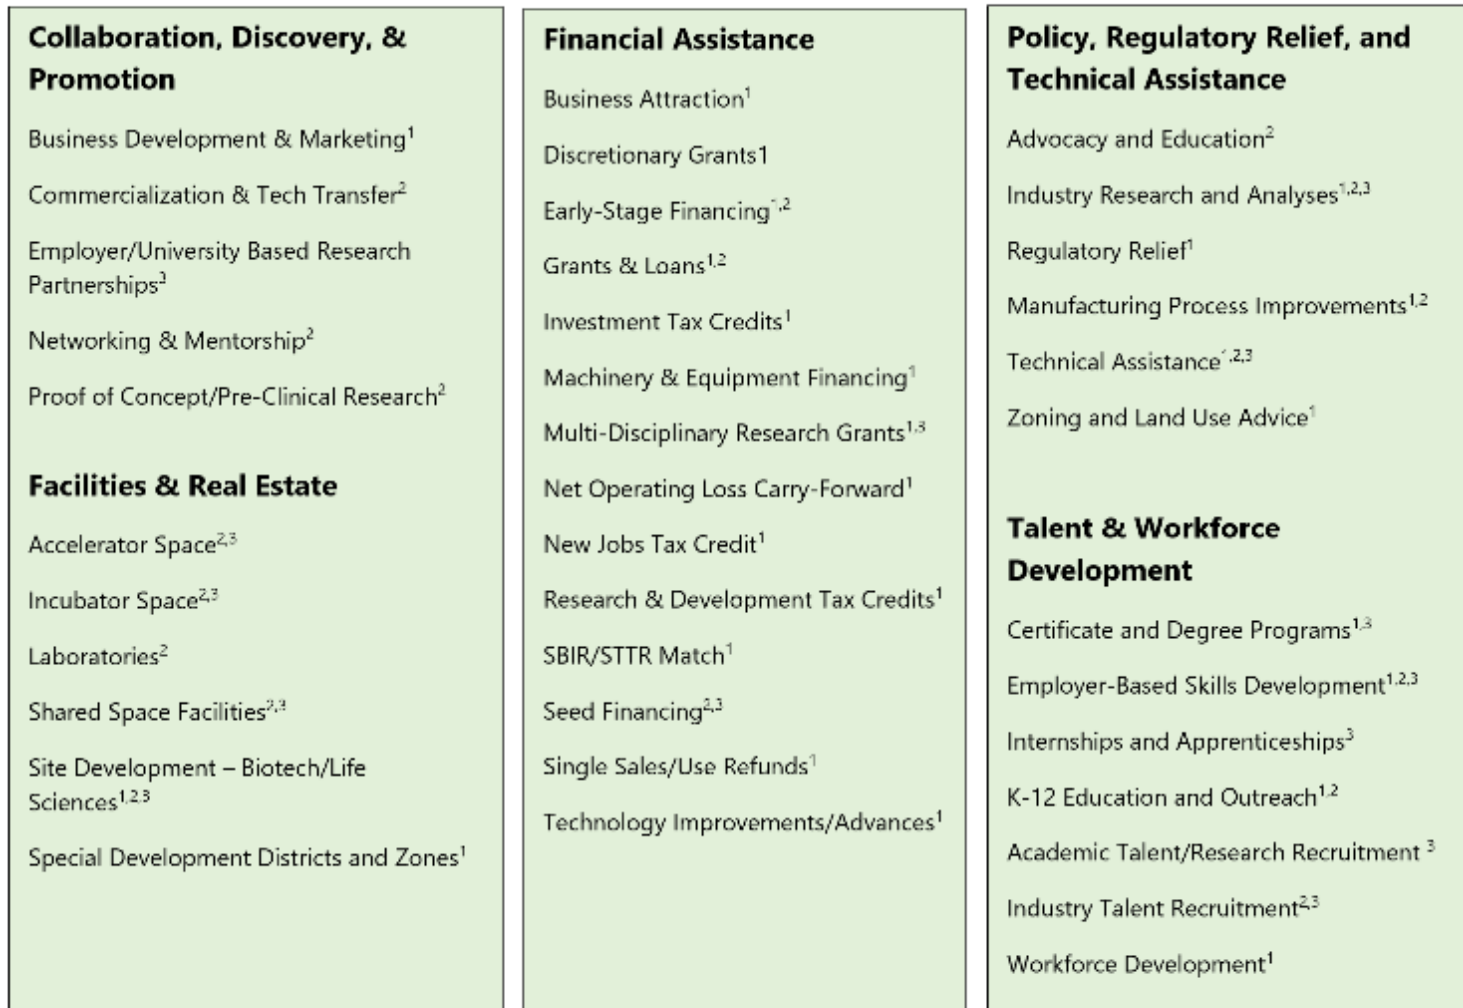 Collaboration, Discovery, &
Promotion
Business Development & Marketing¹
Commercialization & Tech Transfer²
Employer/University Based Research
Partnerships³
Networking & Mentorship²
Proof of Concept/Pre-Clinical Research²
Facilities & Real Estate
Accelerator Space²,³
Incubator Space²,³
Laboratories²
Shared Space Facilities²,³
Site Development – Biotech/Life
Sciences¹,²,³
Special Development Districts and Zones¹
Financial Assistance
Business Attraction¹
Discretionary Grants1
Early-Stage Financing¹,²
Grants & Loans¹,²
Investment Tax Credits¹
Machinery & Equipment Financing¹
Multi-Disciplinary Research Grants¹,³
Net Operating Loss Carry-Forward¹
New Jobs Tax Credit¹
Research & Development Tax Credits¹
SBIR/STTR Match¹
Seed Financing²,³
Single Sales/Use Refunds¹
Technology Improvements/Advances¹
Policy, Regulatory Relief, and
Technical Assistance
Advocacy and Education²
Industry Research and Analyses¹,²,³
Regulatory Relief¹
Manufacturing Process Improvements¹,²
Technical Assistance¹,²,³
Zoning and Land Use Advice¹
Talent & Workforce
Development
Certificate and Degree Programs¹,³
Employer-Based Skills Development¹,²,³
Internships and Apprenticeships³
K-12 Education and Outreach¹,²
Academic Talent/Research Recruitment ³
Industry Talent Recruitment²,³
Workforce Development¹